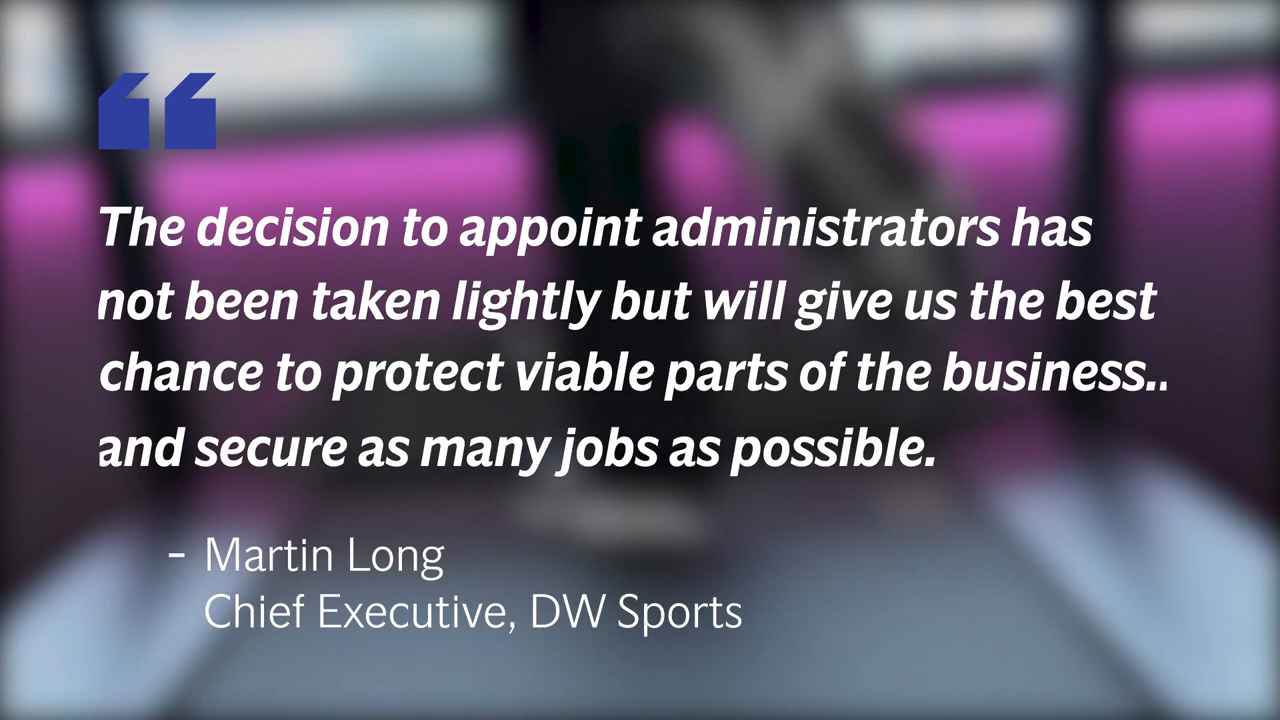 The decision to appoint administrators has
not been taken lightly but will give us the best
chance to protect viable parts of the business..
and secure as many jobs as possible.
- Martin Long
Chief Executive, DW Sports